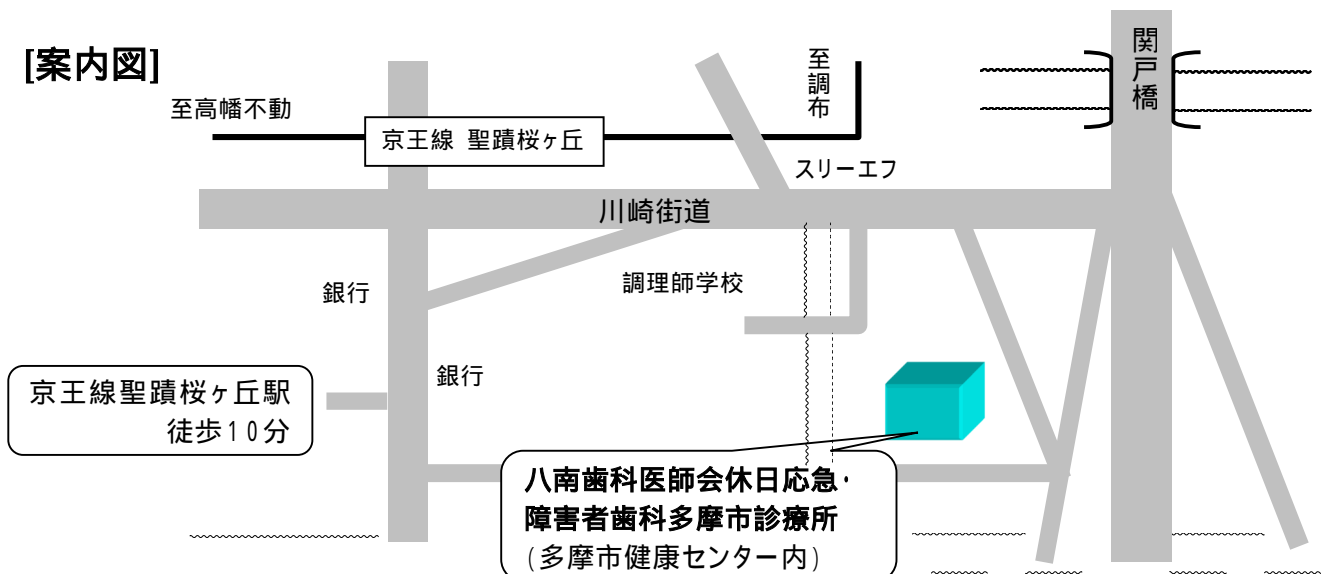 [案内図]
関戸橋
至調布
至高幡不動
京王線 聖蹟桜ヶ丘
スリーエフ
川崎街道
調理師学校
銀行
銀行
京王線聖蹟桜ヶ丘駅
徒歩10分
八南歯科医師会休日応急・
障害者歯科多摩市診療所
(多摩市健康センター内)